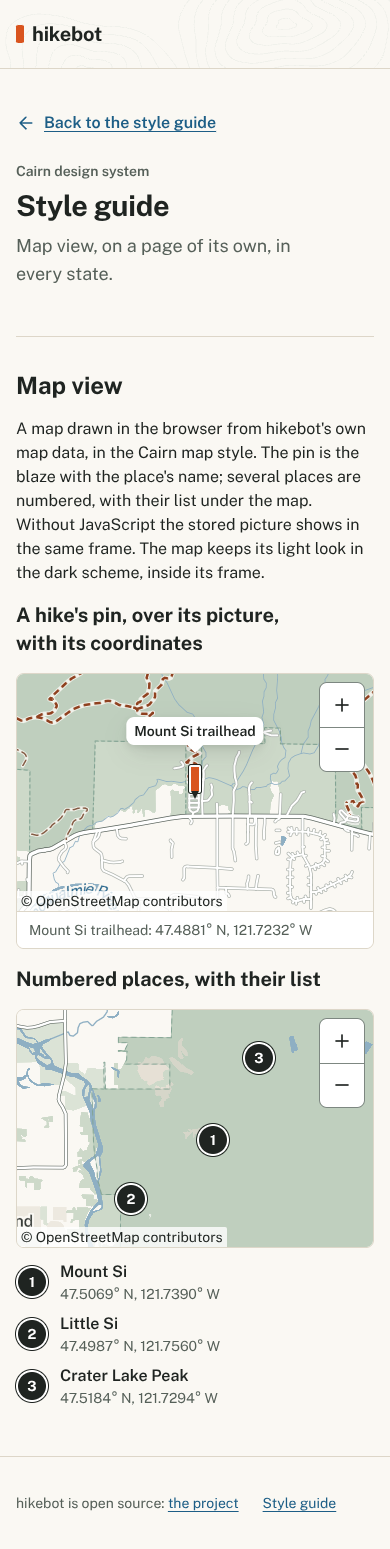 hikebot
Back to the style guide
Cairn design system
Style guide
Map view, on a page of its own, in
every state.
Map view
A map drawn in the browser from hikebot's own
map data, in the Cairn map style. The pin is the
blaze with the place's name; several places are
numbered, with their list under the map.
Without JavaScript the stored picture shows in
the same frame. The map keeps its light look in
the dark scheme, inside its frame.
A hike's pin, over its picture,
with its coordinates
+
Mount Si trailhead
−
© OpenStreetMap contributors
Mount Si trailhead: 47.4881° N, 121.7232° W
Numbered places, with their list
+
3
−
1
2
nd
© OpenStreetMap contributors
1 Mount Si
47.5069° N, 121.7390° W
2 Little Si
47.4987° N, 121.7560° W
3 Crater Lake Peak
47.5184° N, 121.7294° W
hikebot is open source: the project Style guide